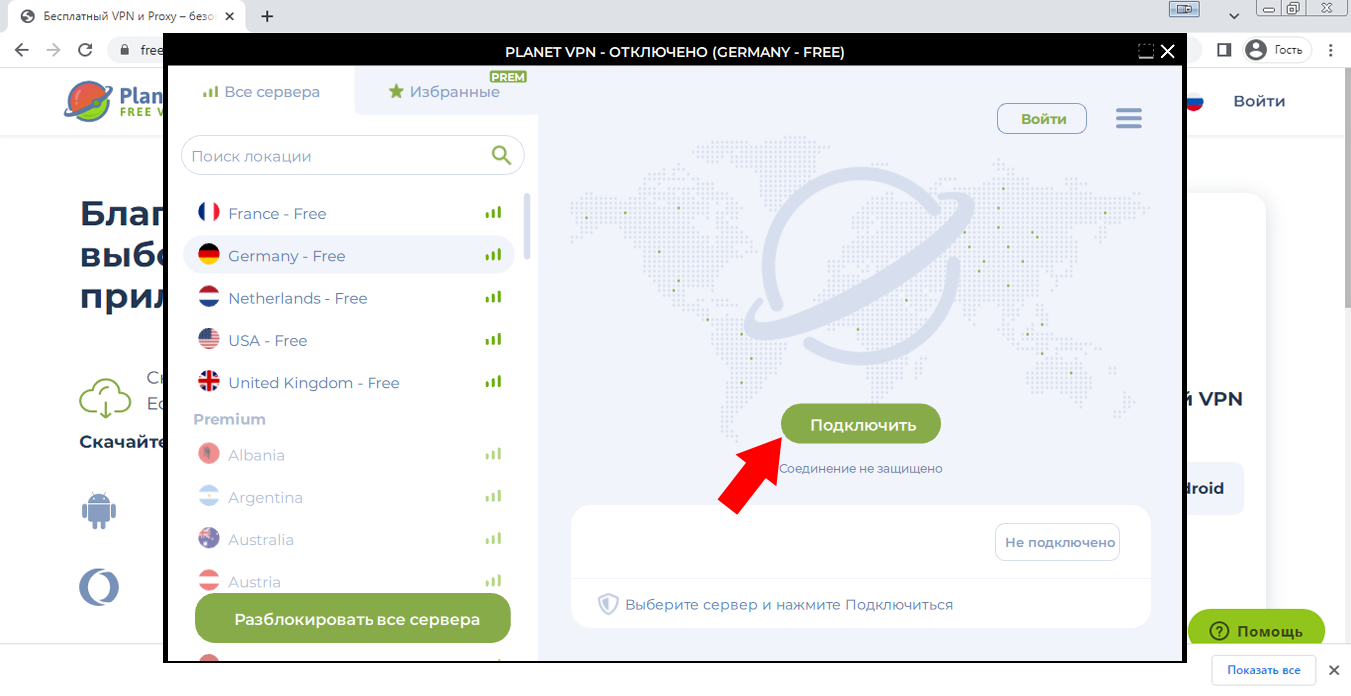 Бесплатный VPN и Proxy – безо
free
Гость
PLANET VPN - ОТКЛЮЧЕНО (GERMANY - FREE)
Plan
FREE V
Войти
Все сервера
Избранные
PREM
Войти
Поиск локации
France - Free
Germany - Free
Netherlands - Free
USA - Free
United Kingdom - Free
Premium
Albania
Argentina
Australia
Austria
Разблокировать все сервера
Подключить
Соединение не защищено
Не подключено
Выберите сервер и нажмите Подключиться
Благ
выбо
прил
Ск
Ес
Скачайте
й VPN
droid
Помощь
Показать все